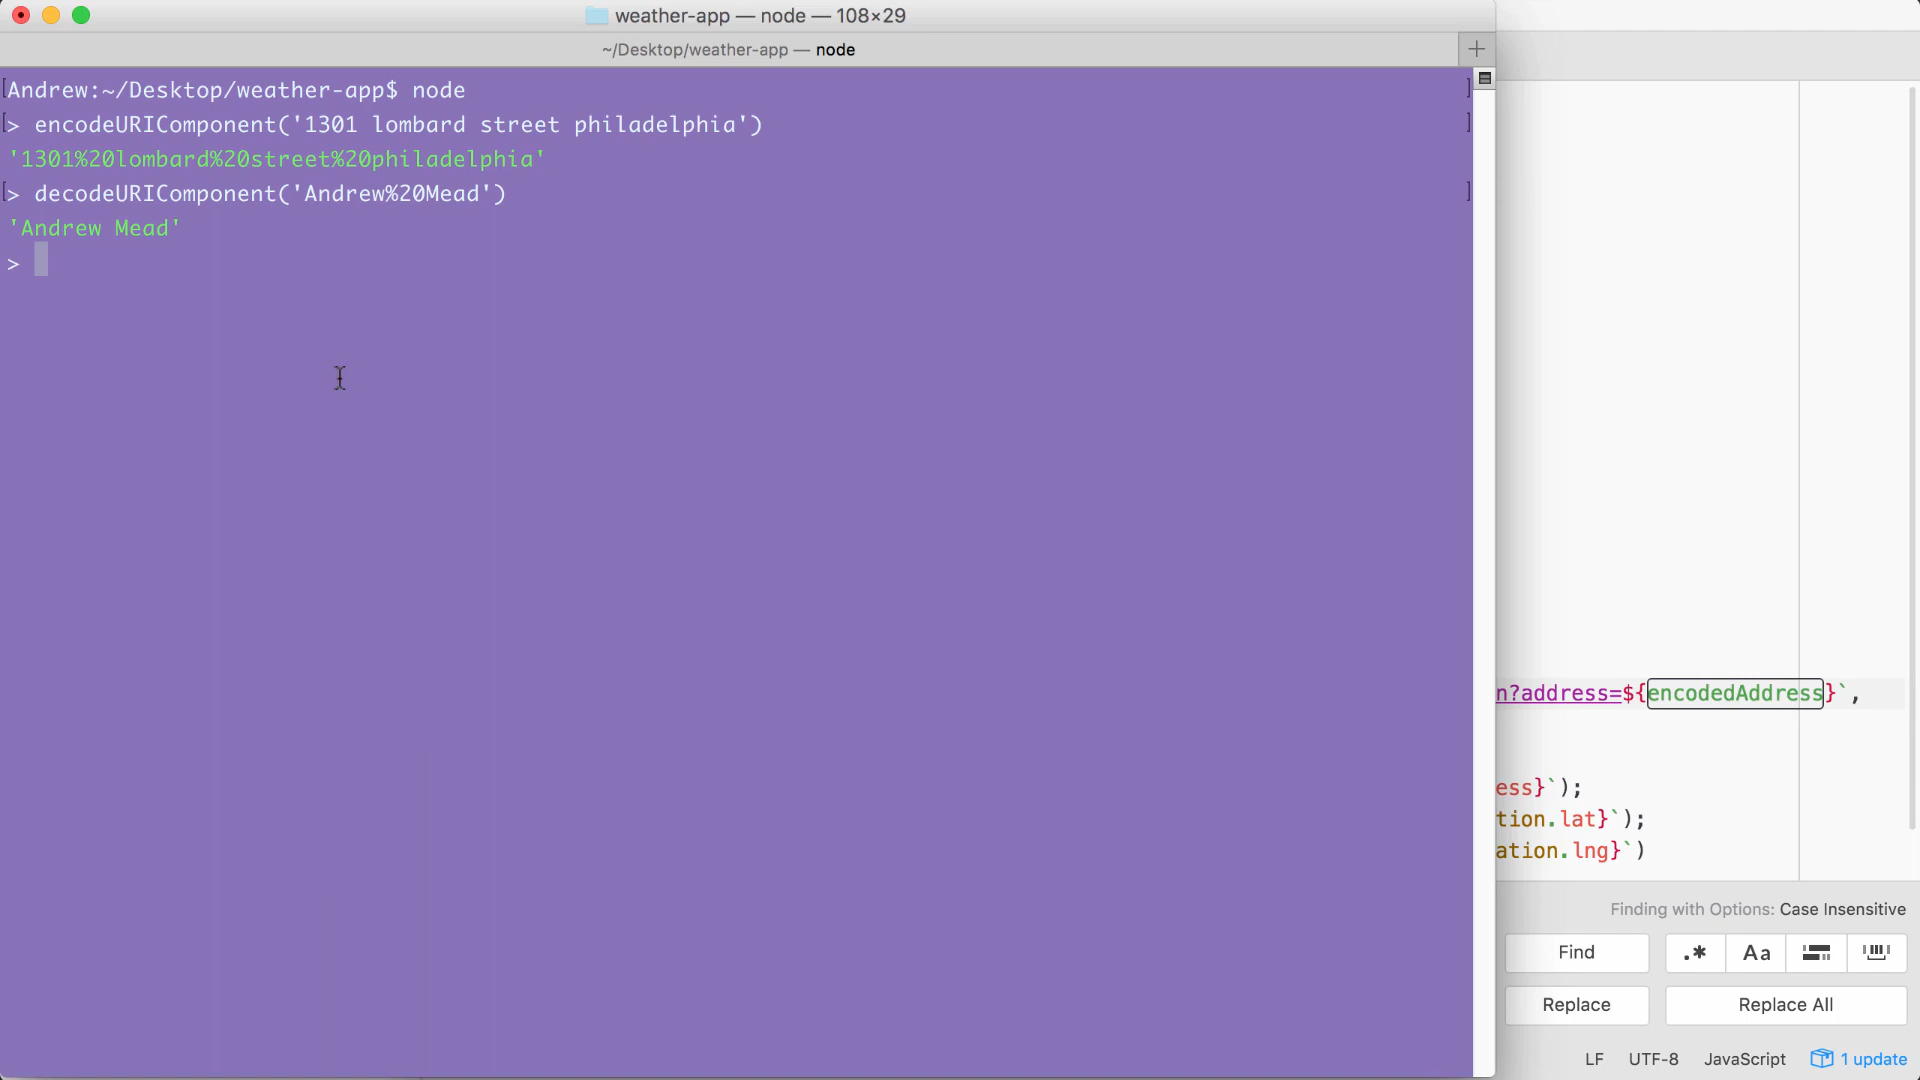 weather-app — node — 108×29
~/Desktop/weather-app — node
Andrew:~/Desktop/weather-app$ node
> encodeURIComponent('1301 lombard street philadelphia')
'1301%20lombard%20street%20philadelphia'
> decodeURIComponent('Andrew%20Mead')
'Andrew Mead'
>
n?address=${encodedAddress}`,
ess}`);
tion.lat}`);
ation.lng}`)
Finding with Options: Case Insensitive
Find
.*
Aa
Replace
Replace All
LF
UTF-8
JavaScript
1 update